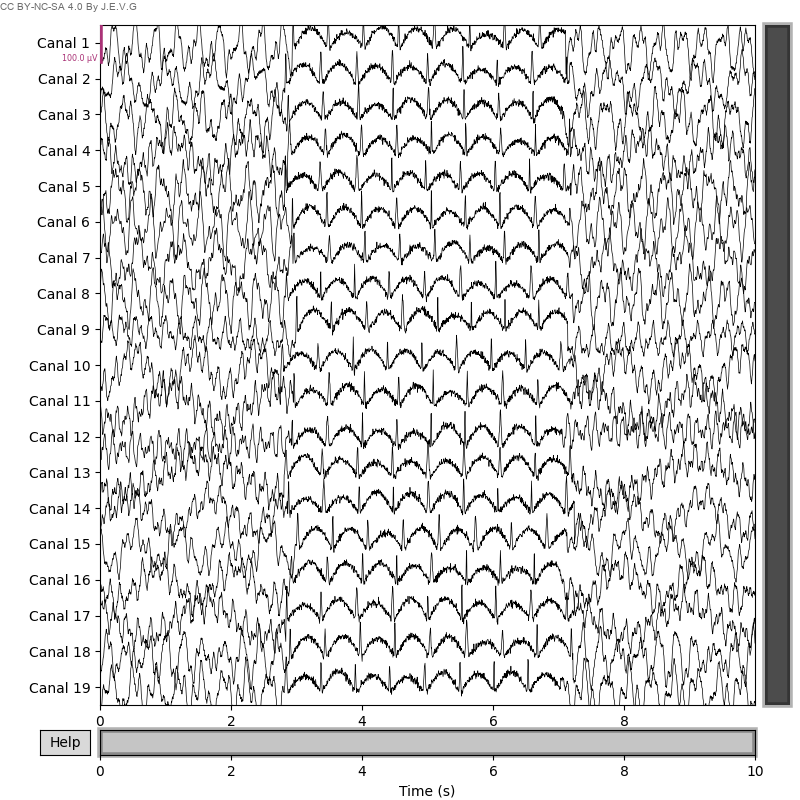 CC BY-NC-SA 4.0 By J.E.V.G
Canal 1
100.0 µV
Canal 2
Canal 3
Canal 4
Canal 5
Canal 6
Canal 7
Canal 8
Canal 9
Canal 10
Canal 11
Canal 12
Canal 13
Canal 14
Canal 15
Canal 16
Canal 17
Canal 18
Canal 19
0 2 4 6 8
Help
0 2 4 6 8 10
Time (s)